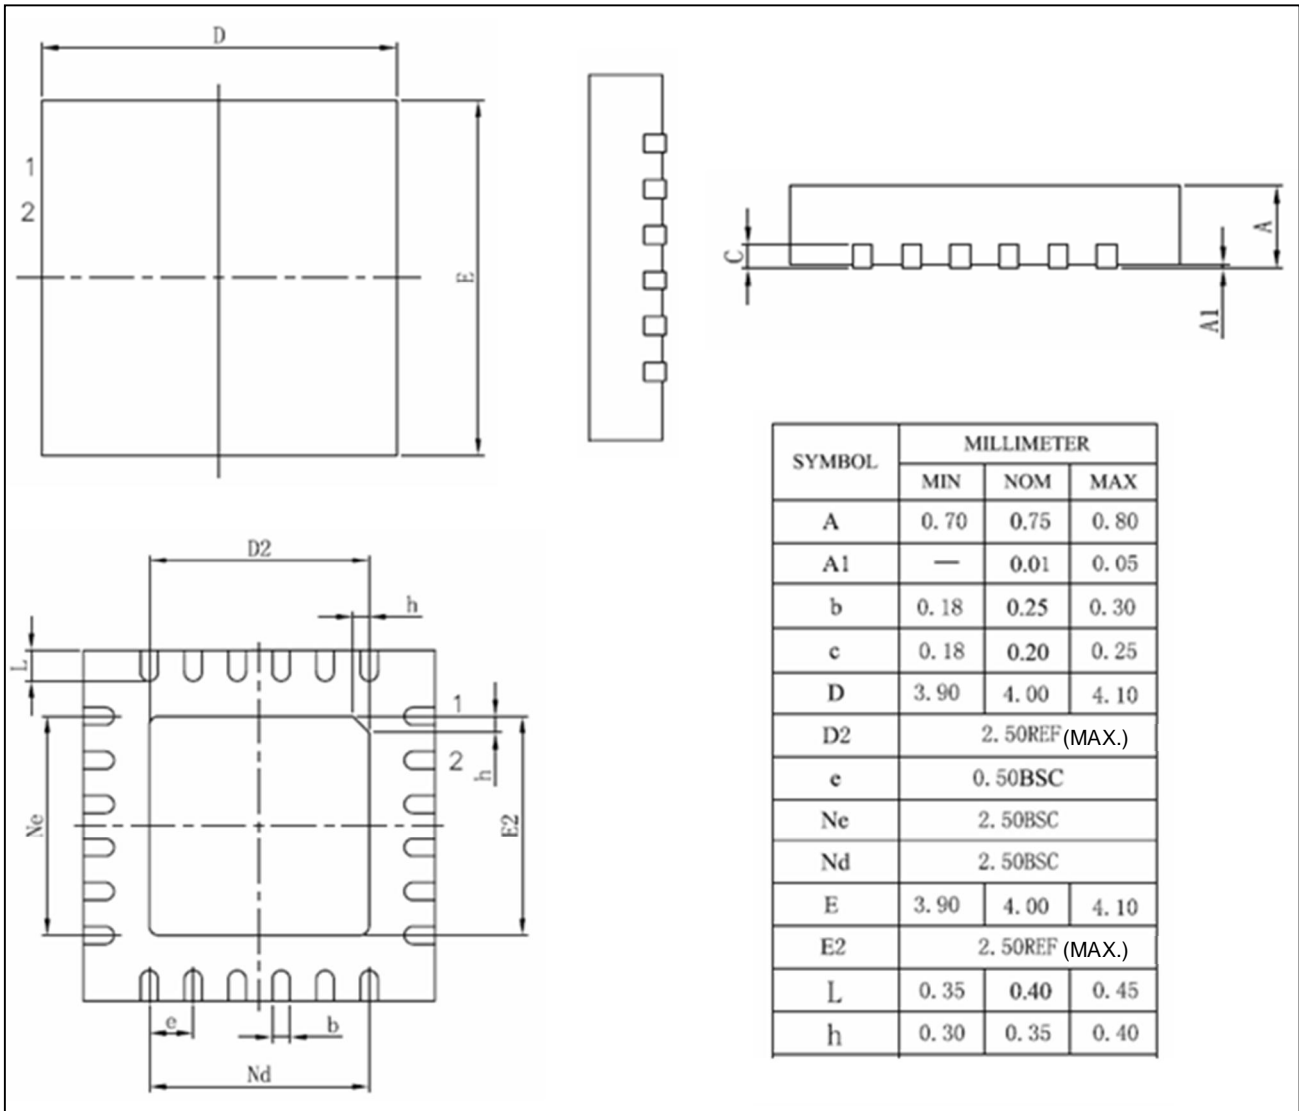 D
1
2
E
C
A
A1
D2
h
L
1
2
h
Ne
E2
e
b
Nd
SYMBOL MILLIMETER
MIN NOM MAX
A 0.70 0.75 0.80
A1 — 0.01 0.05
b 0.18 0.25 0.30
c 0.18 0.20 0.25
D 3.90 4.00 4.10
D2 2.50REF (MAX.)
e 0.50BSC
Ne 2.50BSC
Nd 2.50BSC
E 3.90 4.00 4.10
E2 2.50REF (MAX.)
L 0.35 0.40 0.45
h 0.30 0.35 0.40